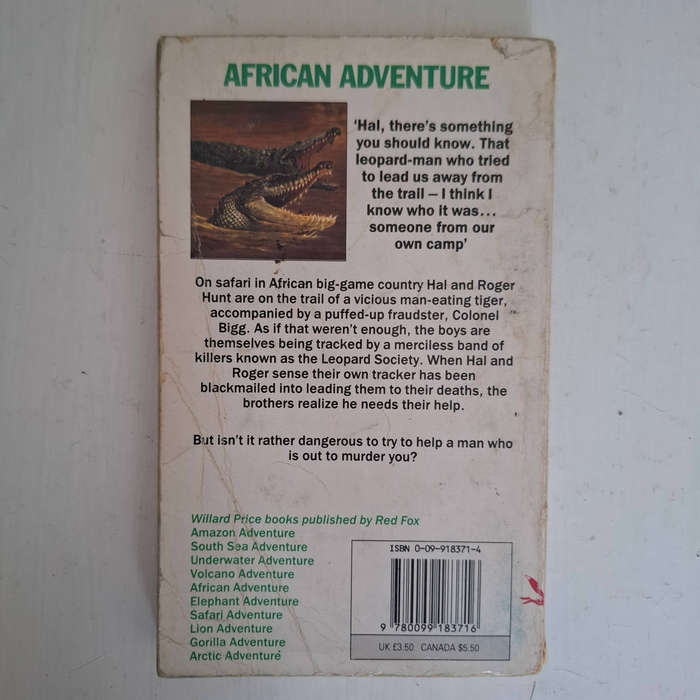 AFRICAN ADVENTURE
'Hal, there's something
you should know. That
leopard-man who tried
to lead us away from
the trail – I think I
know who it was...
someone from our
own camp'
On safari in African big-game country Hal and Roger
Hunt are on the trail of a vicious man-eating tiger,
accompanied by a puffed-up fraudster, Colonel
Bigg. As if that weren't enough, the boys are
themselves being tracked by a merciless band of
killers known as the Leopard Society. When Hal and
Roger sense their own tracker has been
blackmailed into leading them to their deaths, the
brothers realize he needs their help.
But isn't it rather dangerous to try to help a man who
is out to murder you?
Willard Price books published by Red Fox
Amazon Adventure
South Sea Adventure
Underwater Adventure
Volcano Adventure
African Adventure
Elephant Adventure
Safari Adventure
Lion Adventure
Gorilla Adventure
Arctic Adventure
ISBN 0-09-918371-4
9 780099 183716
UK £3.50 CANADA $5.50